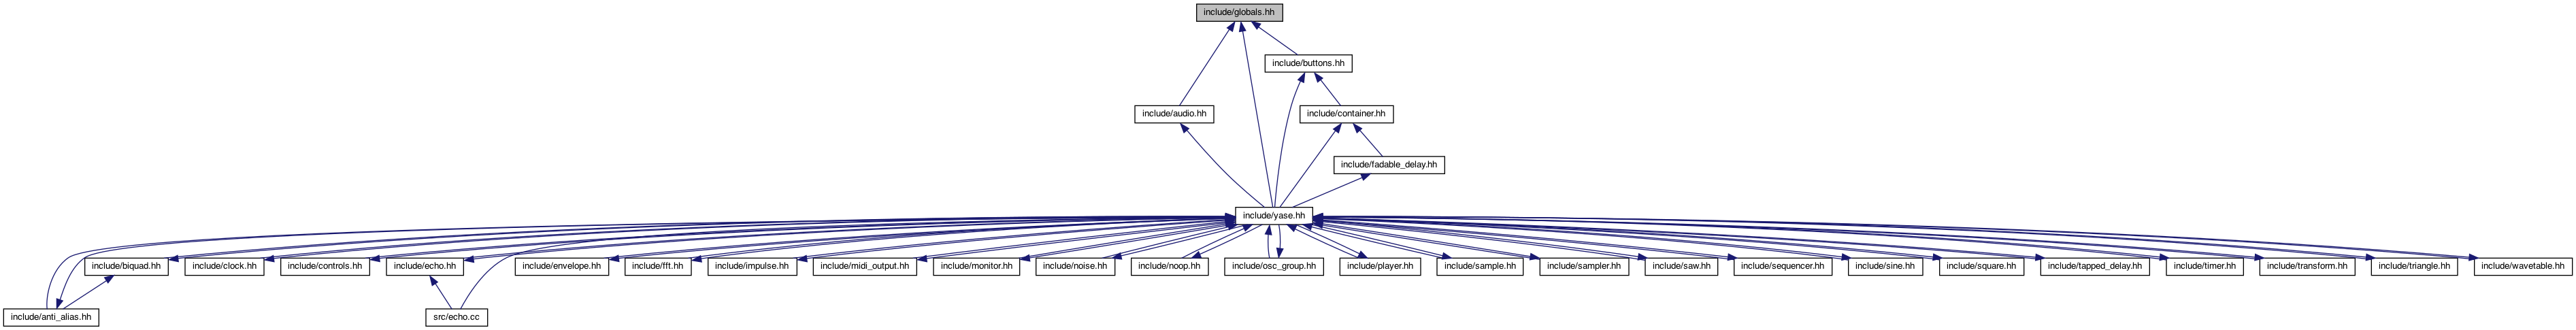 include/globals.hh
include/buttons.hh
include/audio.hh
include/container.hh
include/fadable_delay.hh
include/yase.hh
include/biquad.hh
include/clock.hh
include/controls.hh
include/echo.hh
include/envelope.hh
include/fft.hh
include/impulse.hh
include/midi_output.hh
include/monitor.hh
include/noise.hh
include/noop.hh
include/osc_group.hh
include/player.hh
include/sample.hh
include/sampler.hh
include/saw.hh
include/sequencer.hh
include/sine.hh
include/square.hh
include/tapped_delay.hh
include/timer.hh
include/transform.hh
include/triangle.hh
include/wavetable.hh
include/anti_alias.hh
src/echo.cc